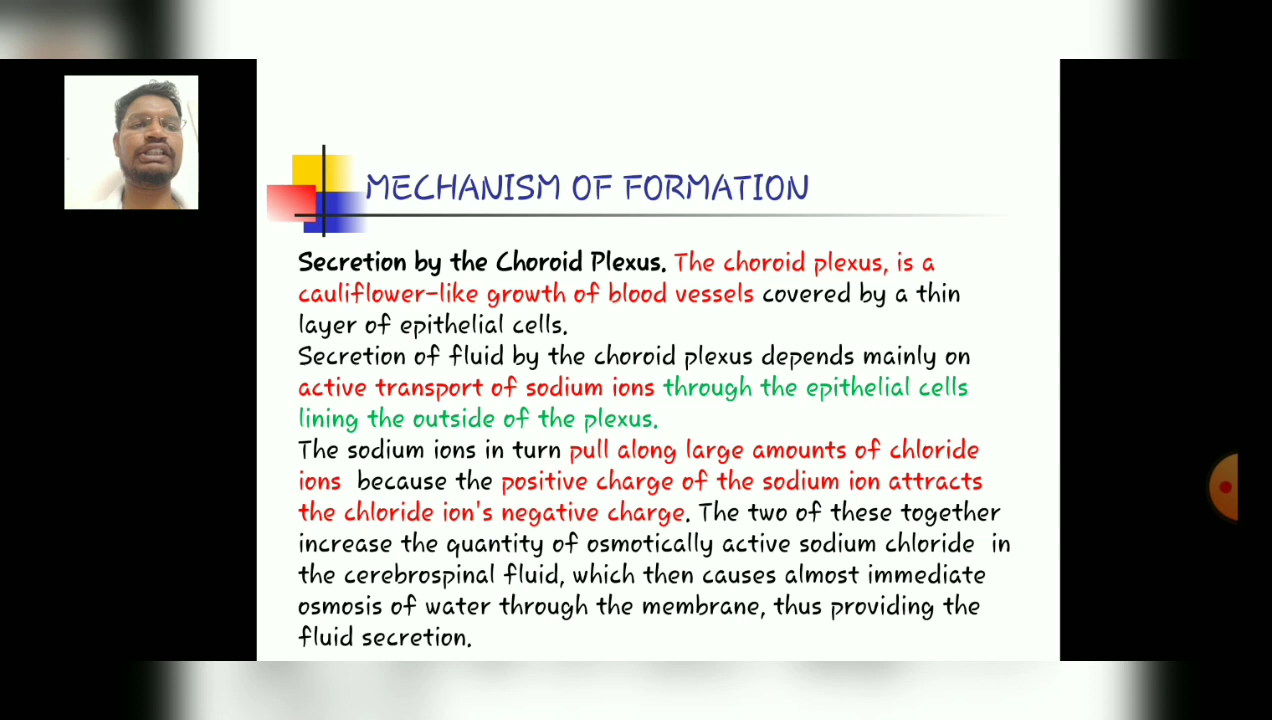 MECHANISM OF FORMATION
Secretion by the Choroid Plexus. The choroid plexus, is a
cauliflower-like growth of blood vessels covered by a thin
layer of epithelial cells.
Secretion of fluid by the choroid plexus depends mainly on
active transport of sodium ions through the epithelial cells
lining the outside of the plexus.
The sodium ions in turn pull along large amounts of chloride
ions because the positive charge of the sodium ion attracts
the chloride ion's negative charge. The two of these together
increase the quantity of osmotically active sodium chloride in
the cerebrospinal fluid, which then causes almost immediate
osmosis of water through the membrane, thus providing the
fluid secretion.